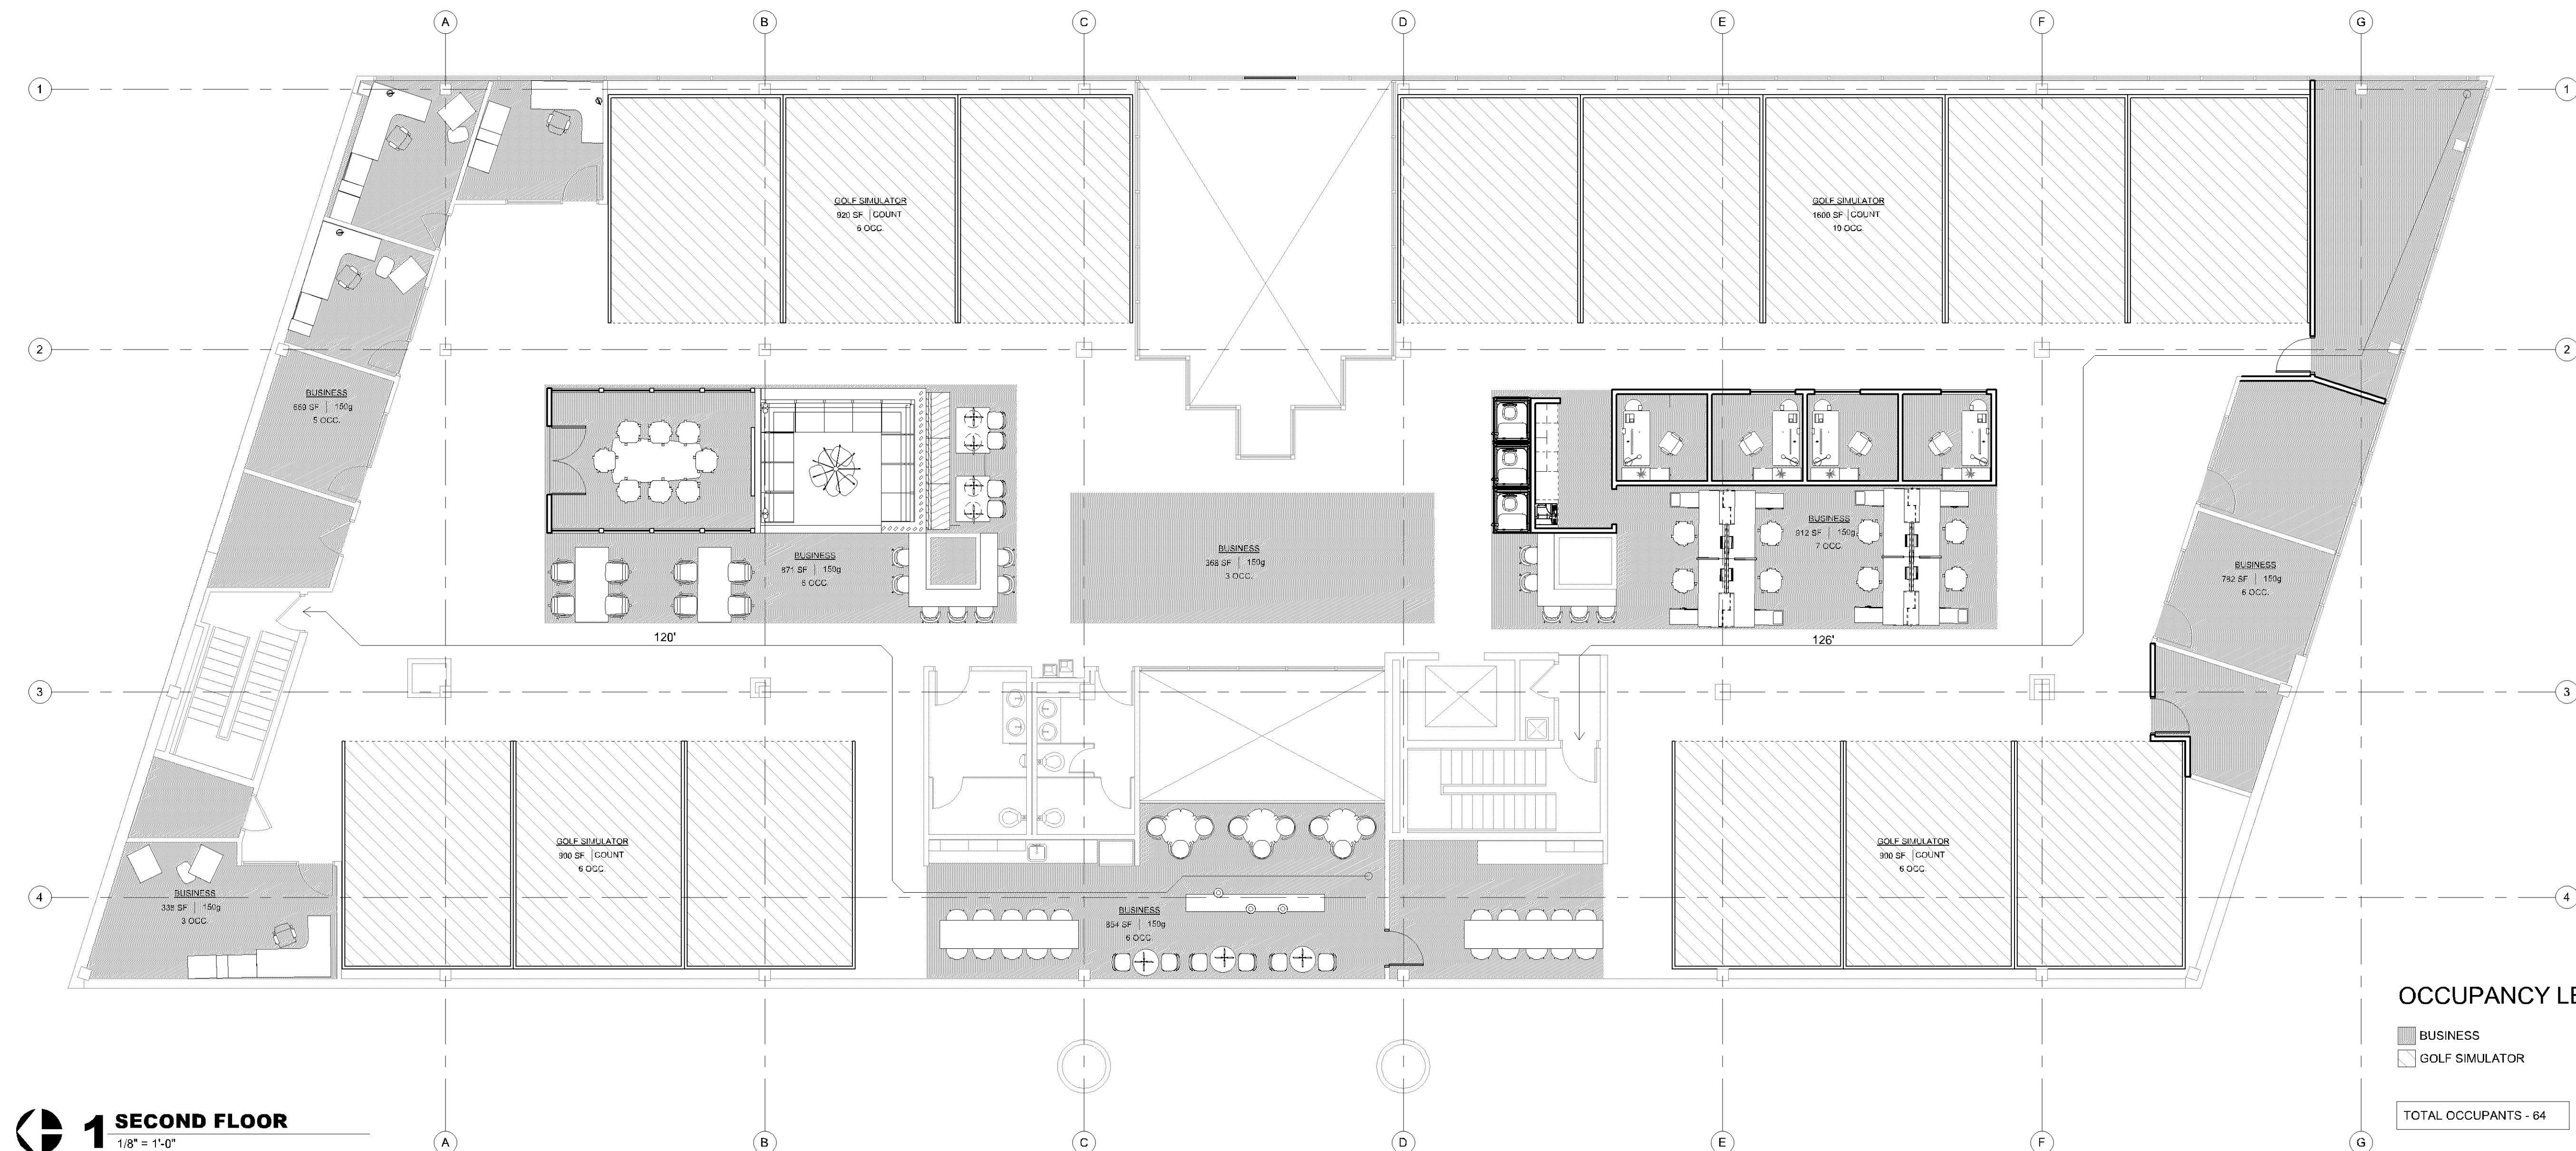 A B C D E F G
1 1
GOLF SIMULATOR
920 SF COUNT
6 OCC.
GOLF SIMULATOR
1600 SF COUNT
10 OCC.
2 2
BUSINESS
669 SF 150g
5 OCC.
BUSINESS
871 SF 150g
6 OCC.
BUSINESS
368 SF 150g
3 OCC.
BUSINESS
912 SF 150g
7 OCC.
BUSINESS
782 SF 150g
6 OCC.
120'
126'
3 3
GOLF SIMULATOR
900 SF COUNT
6 OCC.
GOLF SIMULATOR
900 SF COUNT
6 OCC.
BUSINESS
338 SF 150g
3 OCC.
4 4
BUSINESS
854 SF 150g
6 OCC.
OCCUPANCY LE
BUSINESS
GOLF SIMULATOR
TOTAL OCCUPANTS - 64
1 SECOND FLOOR
1/8" = 1'-0"
A B C D E F G